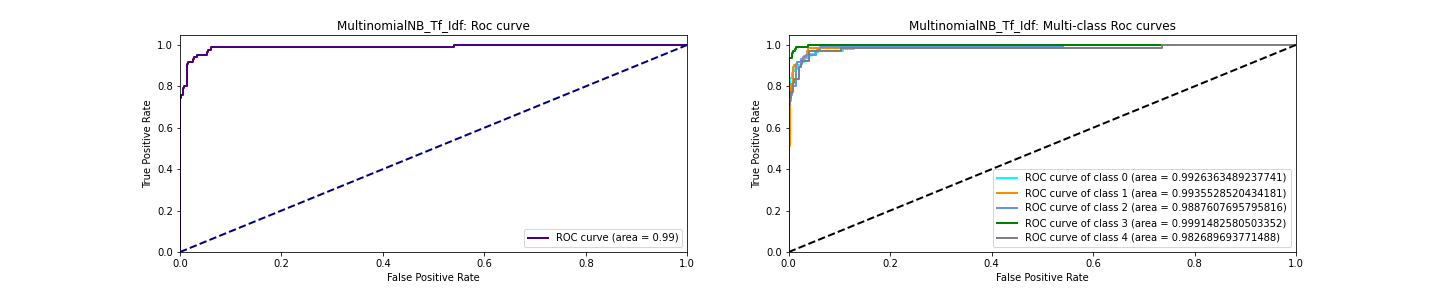 MultinomialNB_Tf_Idf: Roc curve
1.0
0.8
0.6
0.4
0.2
0.0
True Positive Rate
ROC curve (area = 0.99)
0.0 0.2 0.4 0.6 0.8 1.0
False Positive Rate
MultinomialNB_Tf_Idf: Multi-class Roc curves
1.0
0.8
0.6
0.4
0.2
0.0
True Positive Rate
ROC curve of class 0 (area = 0.9926363489237741)
ROC curve of class 1 (area = 0.9935528520434181)
ROC curve of class 2 (area = 0.9887607695795816)
ROC curve of class 3 (area = 0.9991482580503352)
ROC curve of class 4 (area = 0.982689693771488)
0.0 0.2 0.4 0.6 0.8 1.0
False Positive Rate